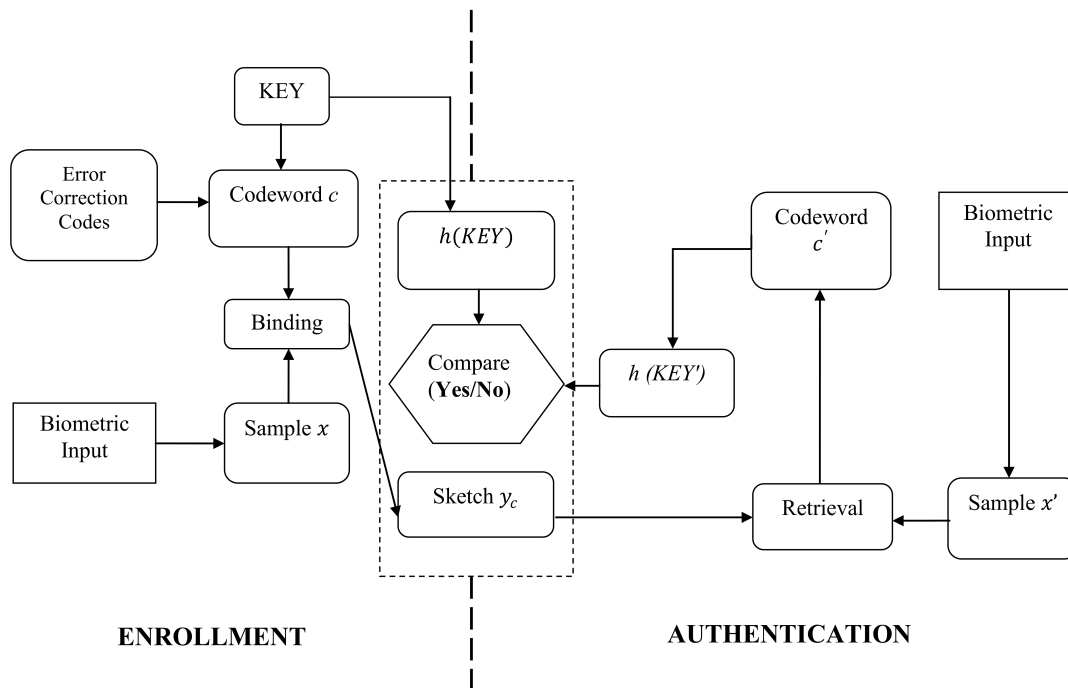 KEY
Error
Correction
Codes
Codeword c
h(KEY)
Codeword
c′
Biometric
Input
Binding
Compare
(Yes/No)
h (KEY')
Biometric
Input
Sample x
Sketch y_c
Retrieval
Sample x'
ENROLLMENT
AUTHENTICATION